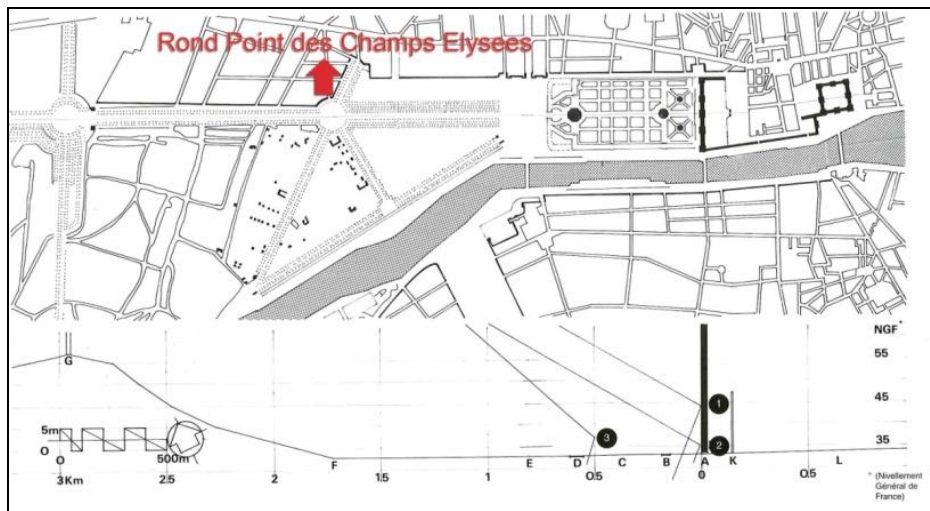 Rond Point des Champs Elysees
NGF*
G
55
45
1
5m
3
35
2
O
O
500m
F
E
D
C
B
A
K
L
3Km
2.5
2
1.5
1
0.5
0
0.5
* (Nivellement
Général de
France)